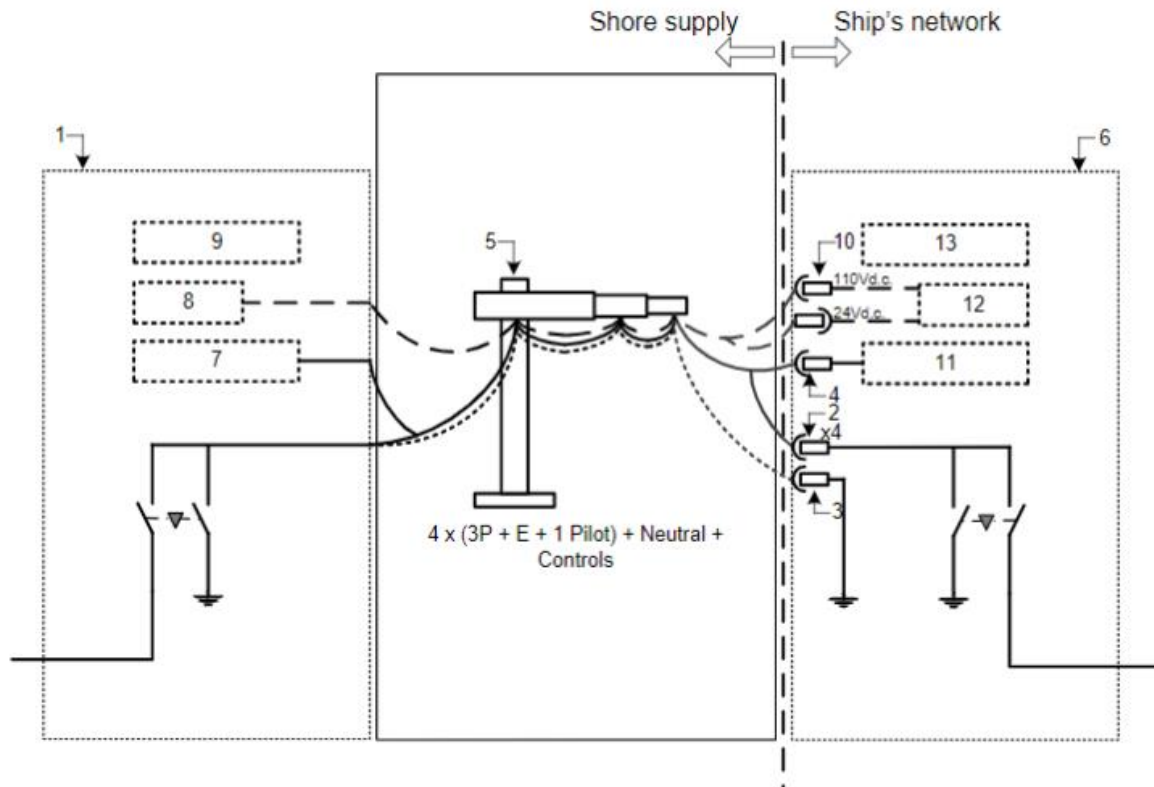 Shore supply
Ship's network
1
6
5
10
9
13
110Vd.c.
8
12
24Vd.c.
7
11
4
2
x4
3
4 x (3P + E + 1 Pilot) + Neutral +
Controls